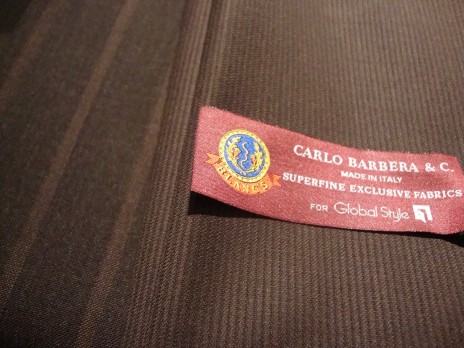 CARLO BARBERA & C.
MADE IN ITALY
SUPERFINE EXCLUSIVE FABRICS
FOR Global Style